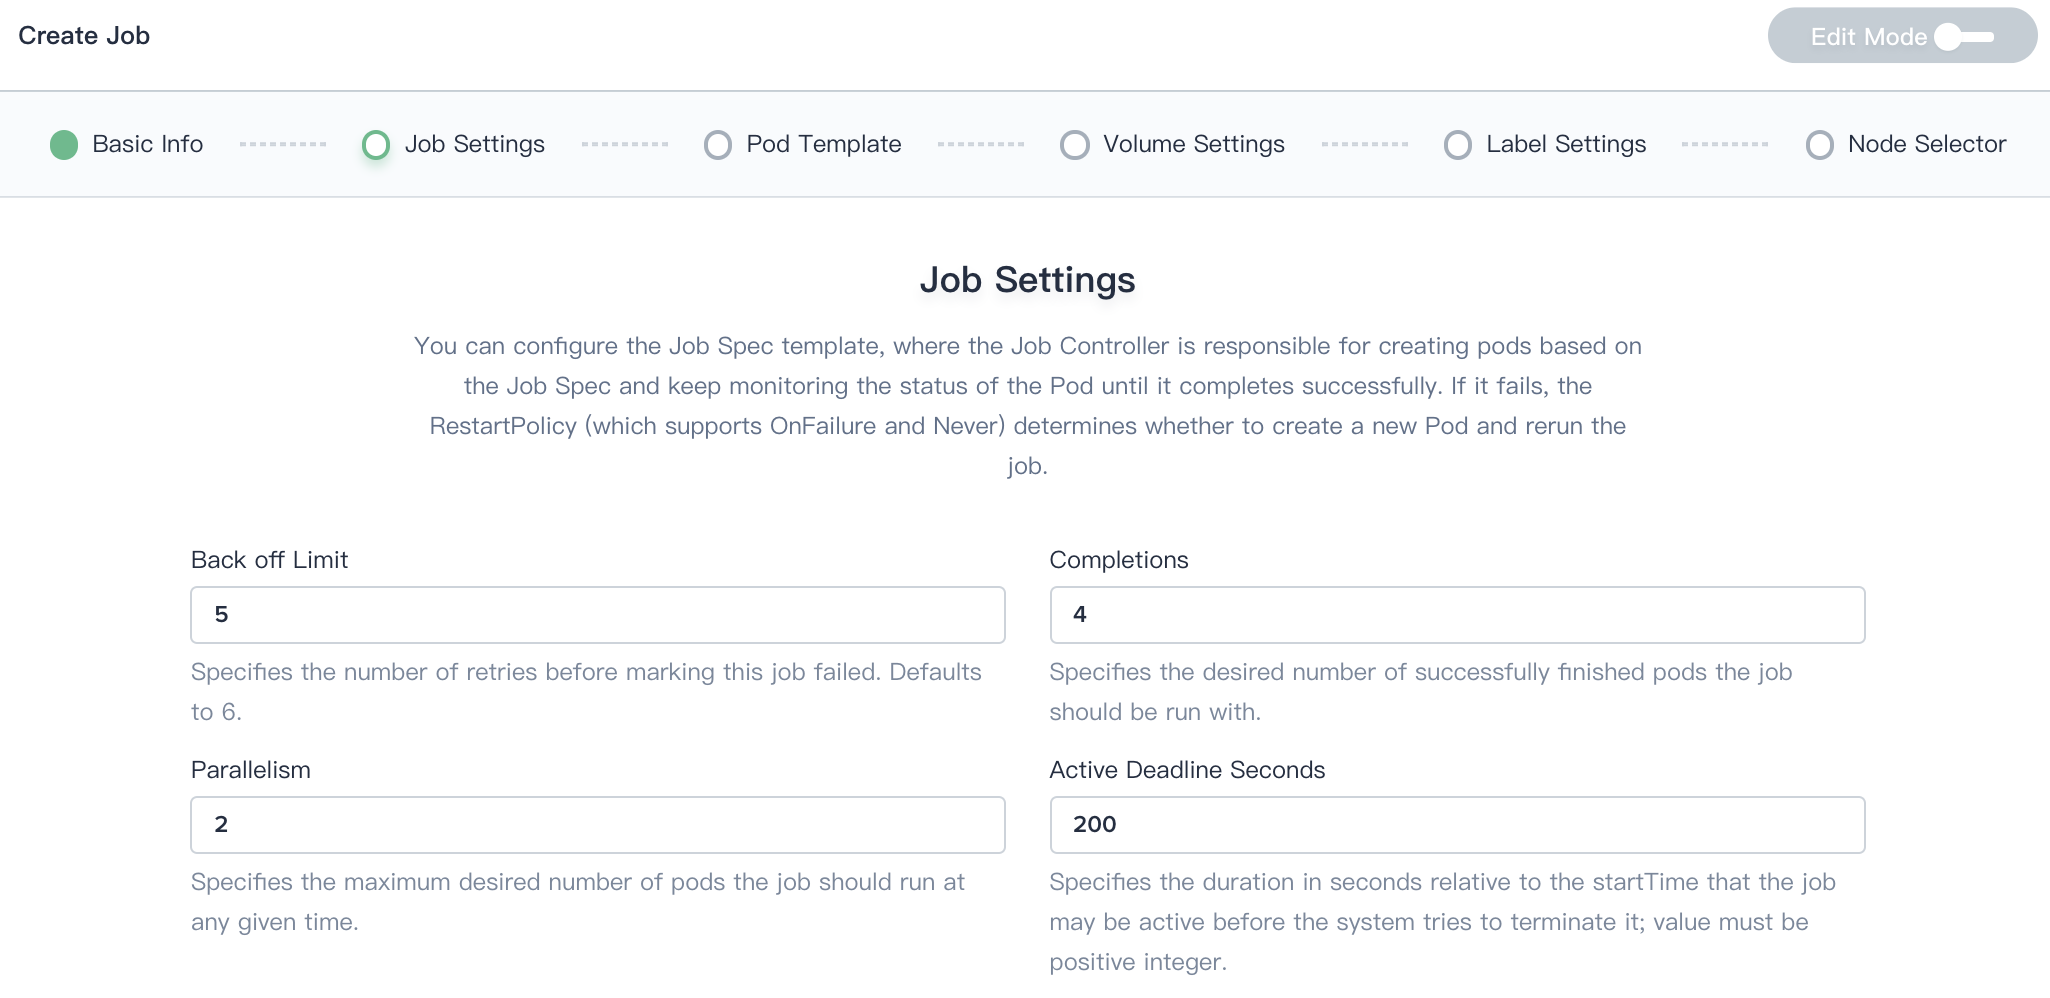 Create Job
Edit Mode
Basic Info
Job Settings
Pod Template
Volume Settings
Label Settings
Node Selector
Job Settings
You can configure the Job Spec template, where the Job Controller is responsible for creating pods based on
the Job Spec and keep monitoring the status of the Pod until it completes successfully. If it fails, the
RestartPolicy (which supports OnFailure and Never) determines whether to create a new Pod and rerun the
job.
Back off Limit
5
Specifies the number of retries before marking this job failed. Defaults
to 6.
Completions
4
Specifies the desired number of successfully finished pods the job
should be run with.
Parallelism
2
Specifies the maximum desired number of pods the job should run at
any given time.
Active Deadline Seconds
200
Specifies the duration in seconds relative to the startTime that the job
may be active before the system tries to terminate it; value must be
positive integer.